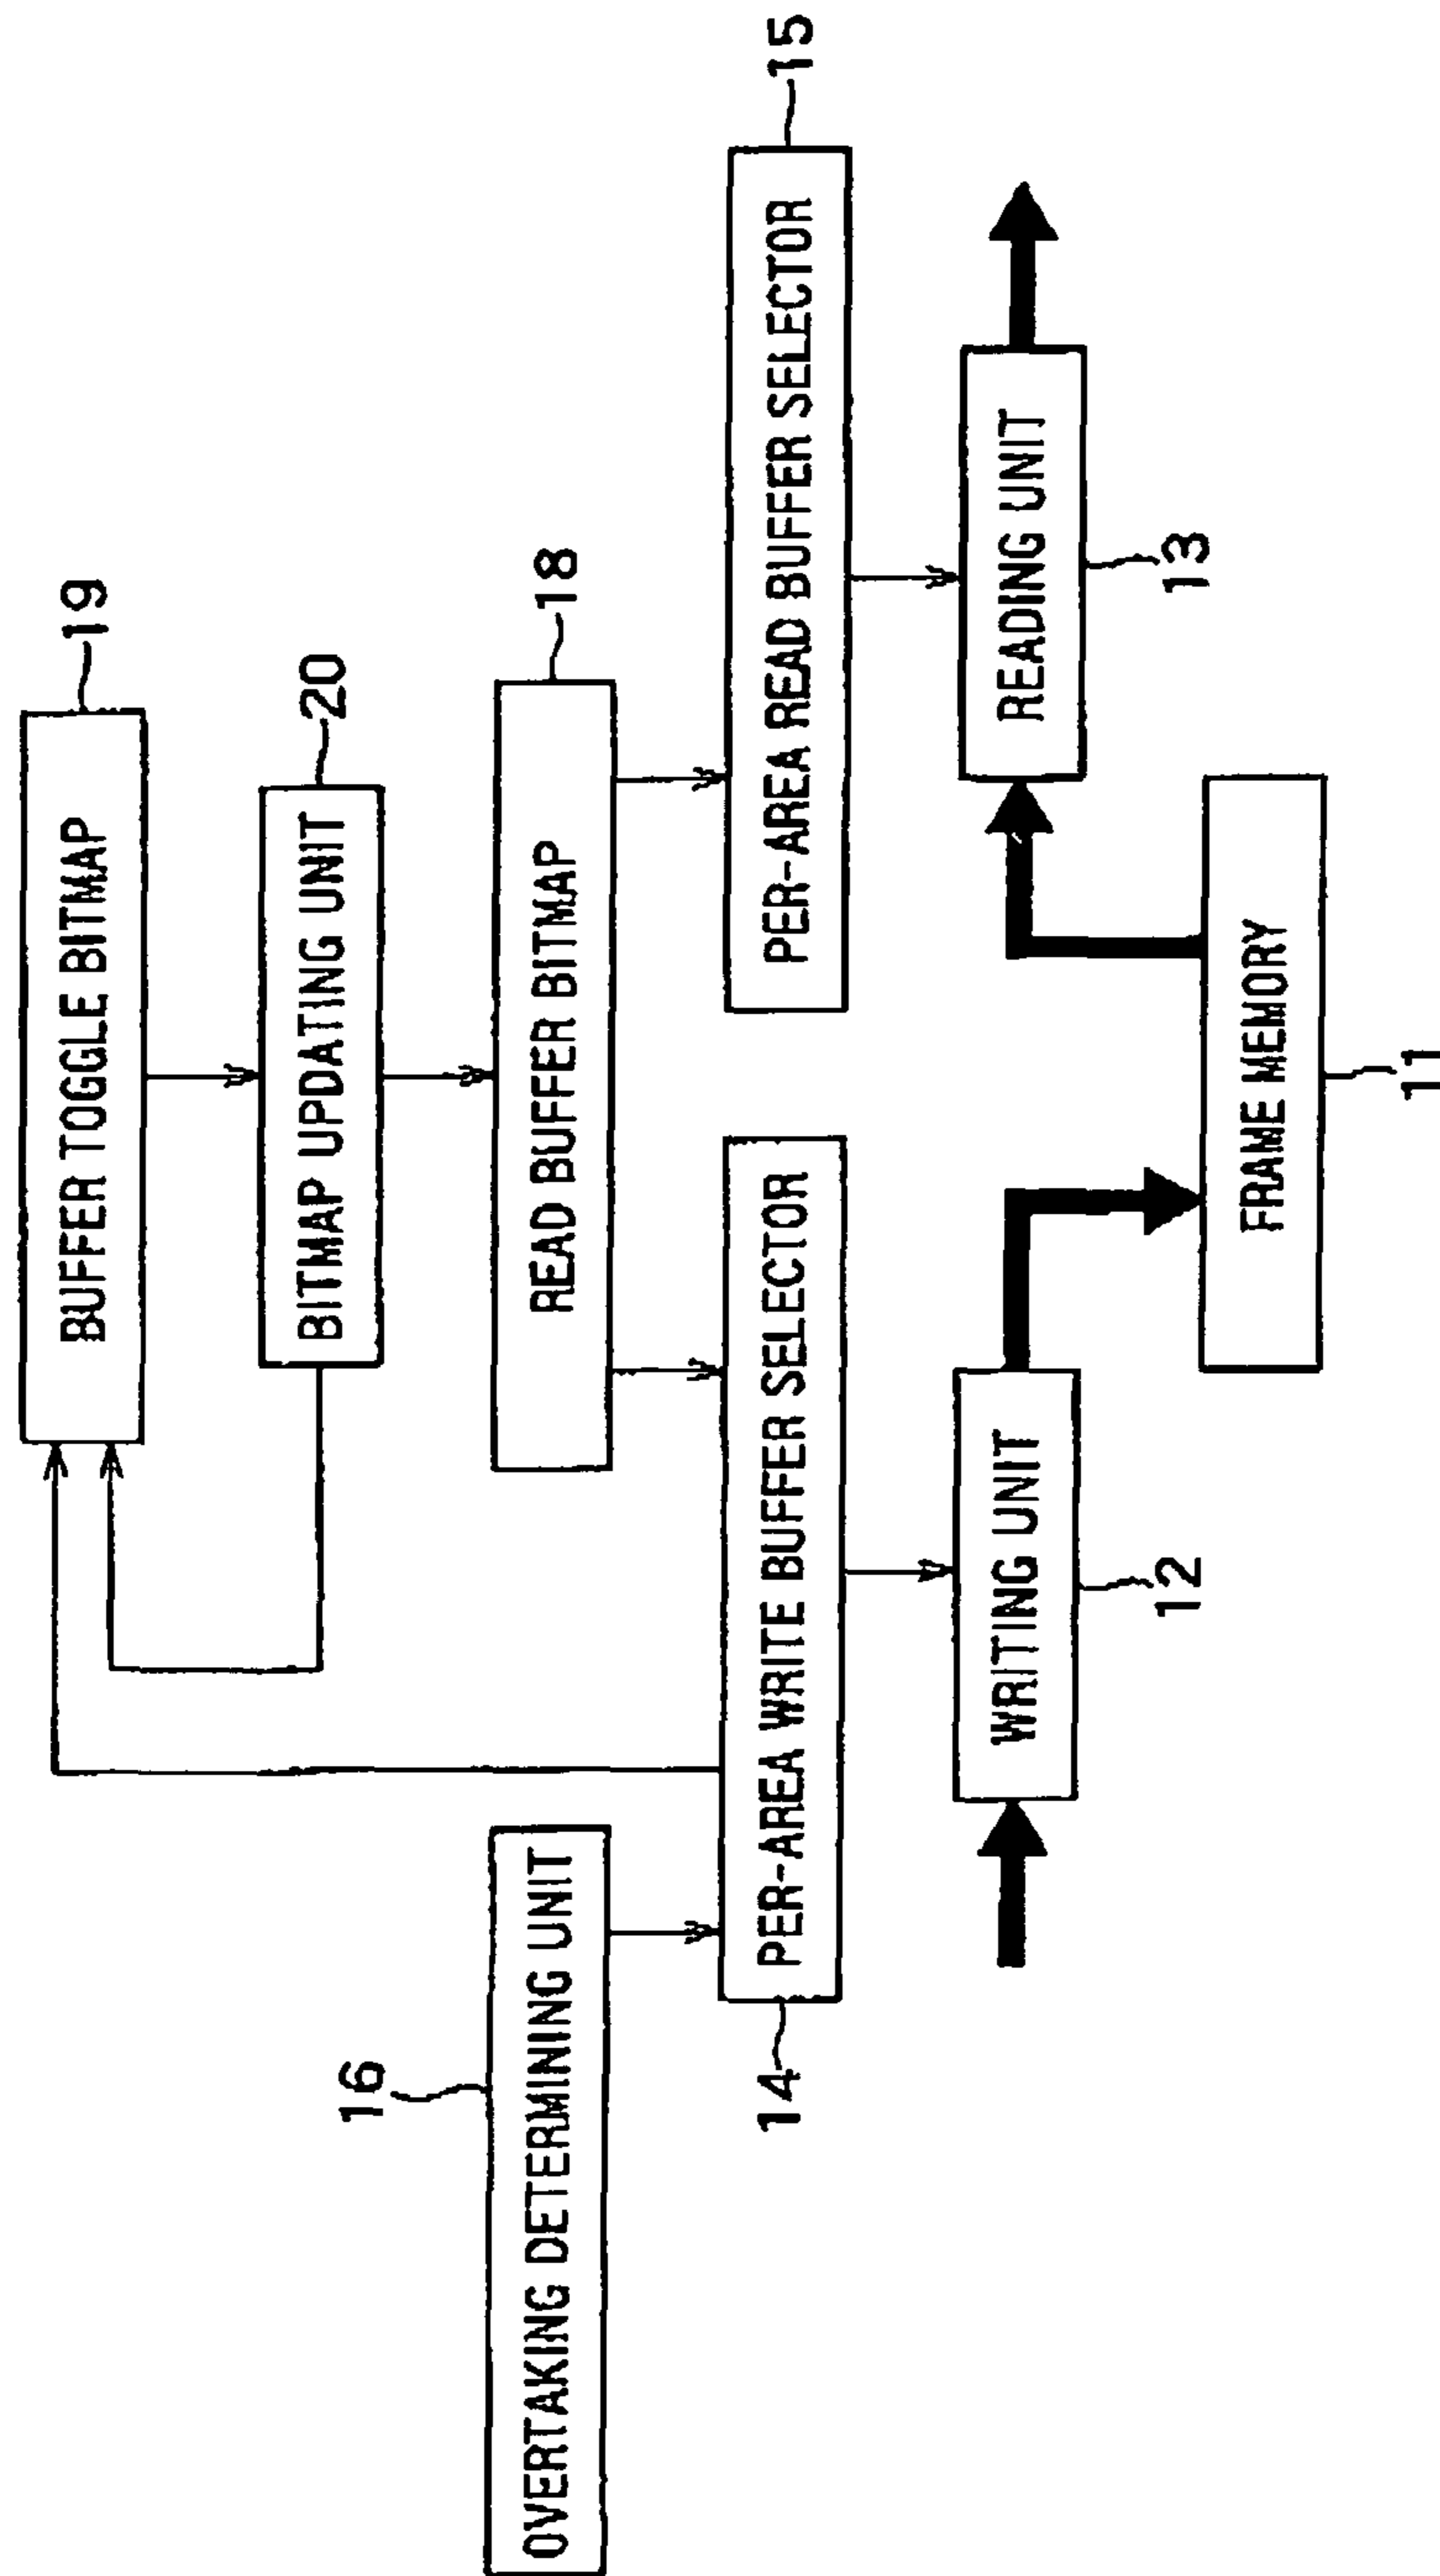 BUFFER TOGGLE BITMAP
19
BITMAP UPDATING UNIT
20
OVERTAKING DETERMINING UNIT
16
READ BUFFER BITMAP
18
PER-AREA WRITE BUFFER SELECTOR
14
PER-AREA READ BUFFER SELECTOR
15
WRITING UNIT
12
READING UNIT
13
FRAME MEMORY
11